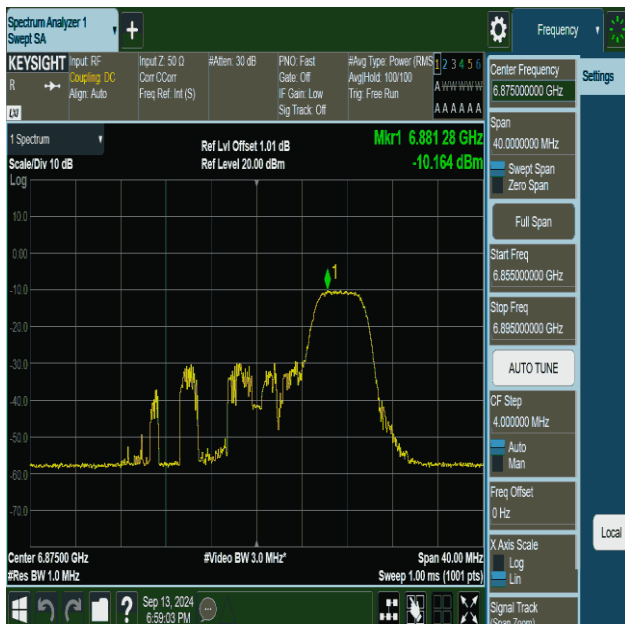 Spectrum Analyzer 1
Swept SA
+
Frequency
KEYSIGHT
R
LXI
Input: RF
Coupling: DC
Align: Auto
Input Z: 50 Ω
Corr CCorr
Freq Ref: Int (S)
#Atten: 30 dB
PNO: Fast
Gate: Off
IF Gain: Low
Sig Track: Off
#Avg Type: Power (RMS
Avg|Hold: 100/100
Trig: Free Run
1 2 3 4 5 6
A W W W W W
A A A A A A
1 Spectrum
Scale/Div 10 dB
Log
Ref Lvl Offset 1.01 dB
Ref Level 20.00 dBm
Mkr1 6.881 28 GHz
-10.164 dBm
10.0
0.00
-10.0
-20.0
-30.0
-40.0
-50.0
-60.0
-70.0
1
Center 6.87500 GHz
#Res BW 1.0 MHz
#Video BW 3.0 MHz*
Span 40.00 MHz
Sweep 1.00 ms (1001 pts)
Sep 13, 2024
6:59:03 PM
?
Center Frequency
6.875000000 GHz
Span
40.0000000 MHz
Swept Span
Zero Span
Full Span
Start Freq
6.855000000 GHz
Stop Freq
6.895000000 GHz
AUTO TUNE
CF Step
4.000000 MHz
Auto
Man
Freq Offset
0 Hz
X Axis Scale
Log
Lin
Signal Track
(Span Zoom)
Settings
Local